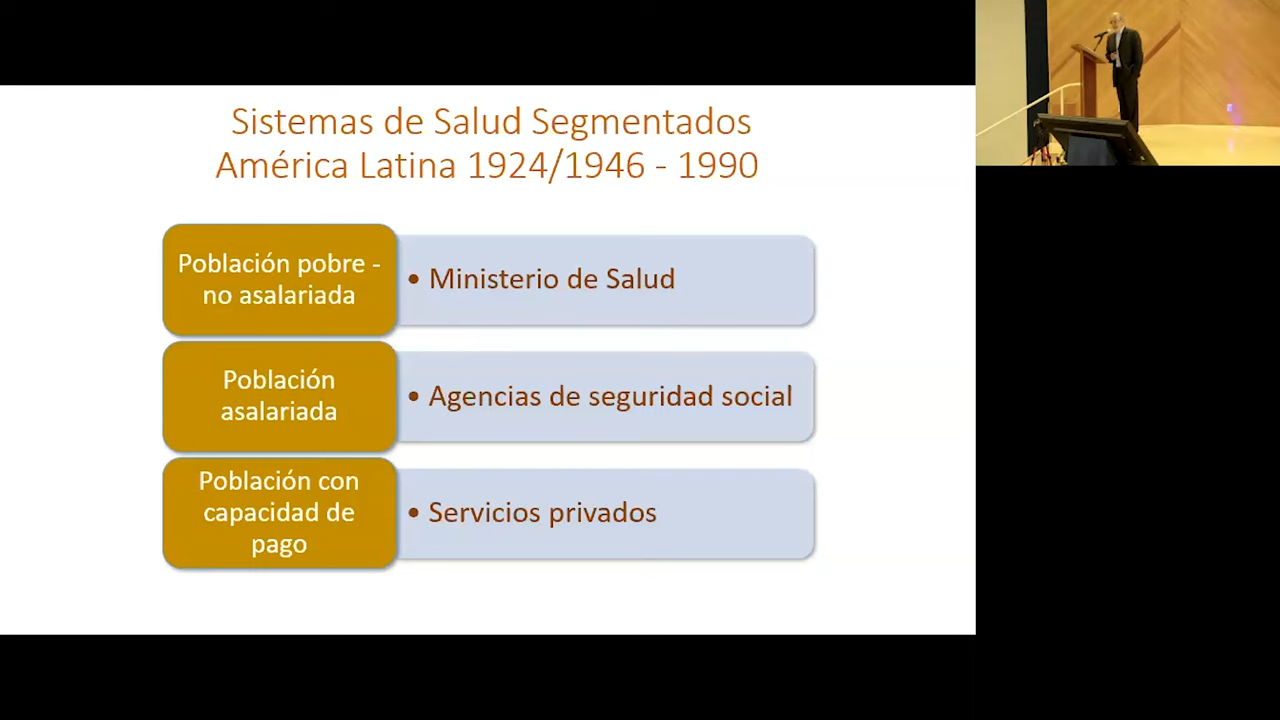 Sistemas de Salud Segmentados
América Latina 1924/1946 - 1990
Población pobre -
no asalariada
• Ministerio de Salud
Población
asalariada
• Agencias de seguridad social
Población con
capacidad de
pago
• Servicios privados